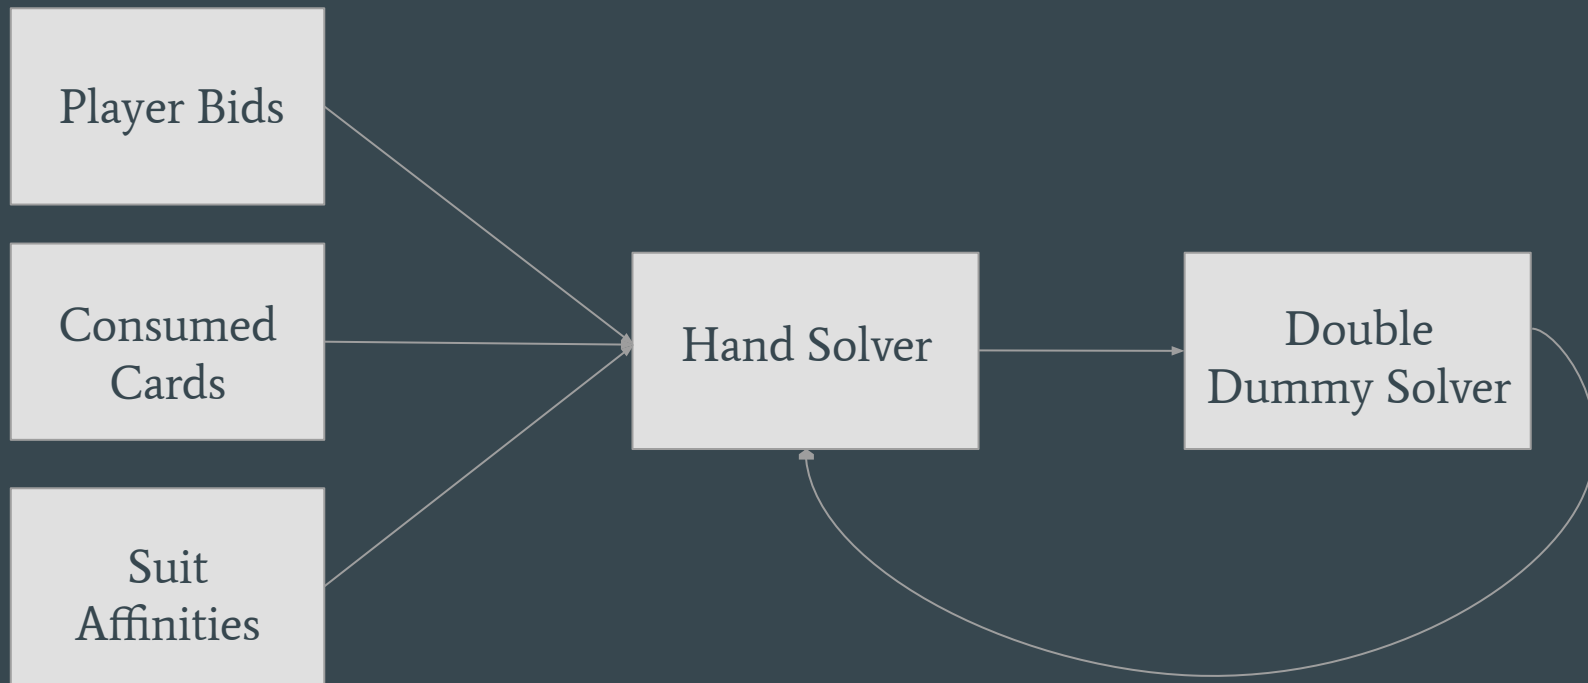 Player Bids
Consumed
Cards
Suit
Affinities
Hand Solver
Double
Dummy Solver